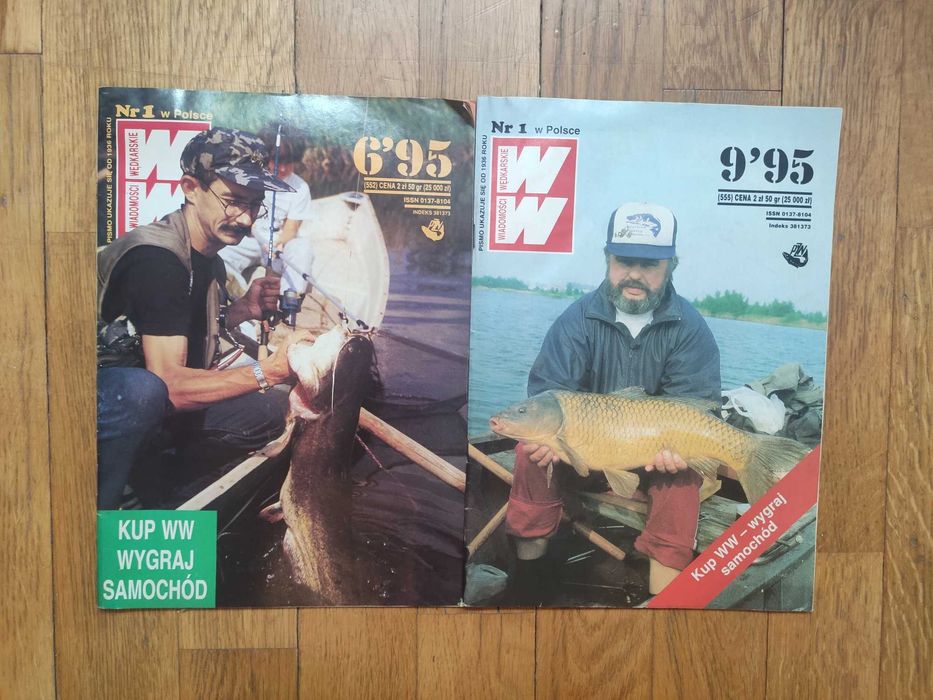 Nr 1 w Polsce
PISMO UKAZUJE SIĘ OD 1936 ROKU
WIADOMOŚCI WĘDKARSKIE
W
W
6'95
(552) CENA 2 zł 50 gr (25 000 zł)
ISSN 0137-8104
INDEKS 381373
PZW
KUP WW
WYGRAJ
SAMOCHÓD
Nr 1 w Polsce
PISMO UKAZUJE SIĘ OD 1936 ROKU
WIADOMOŚCI WĘDKARSKIE
W
W
9'95
(555) CENA 2 zł 50 gr (25 000 zł)
ISSN 0137-8104
Indeks 381373
PZW
Kup WW – wygraj
samochód